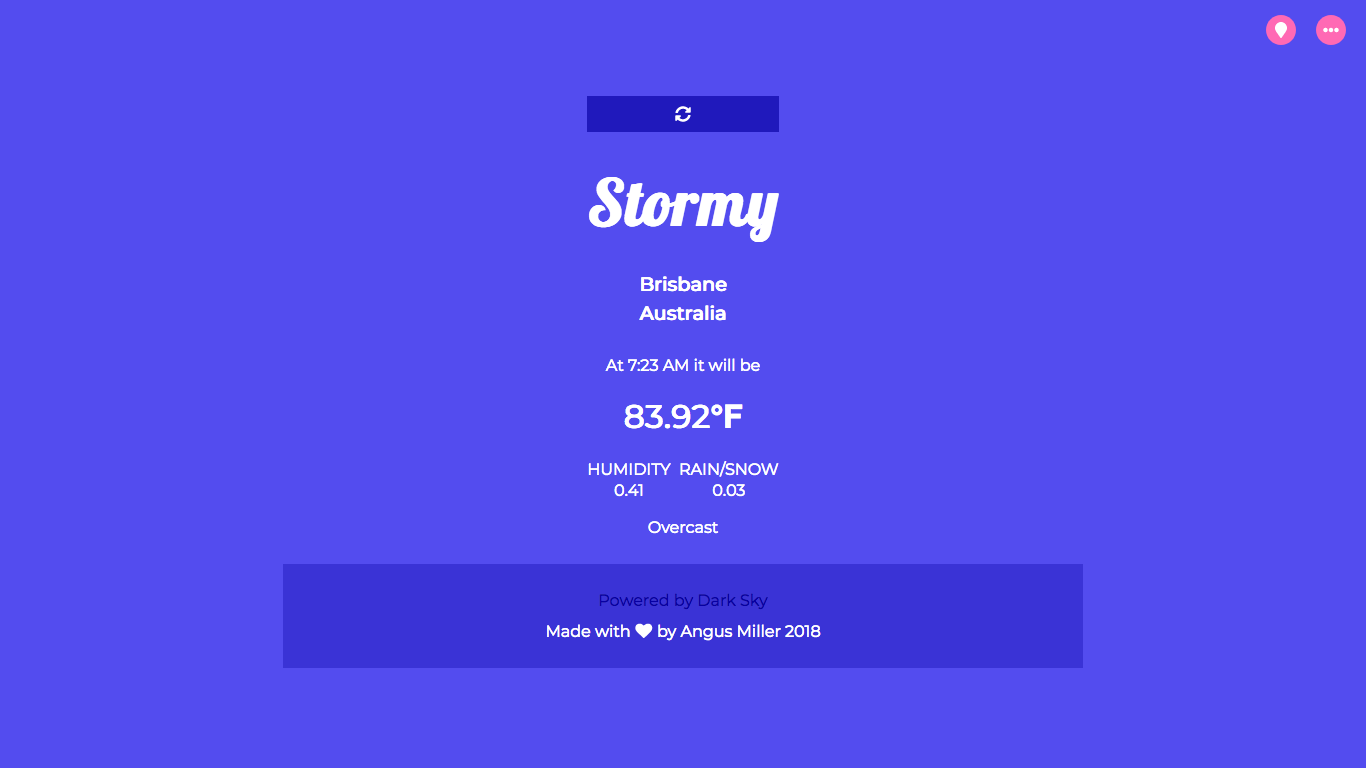 Stormy
Brisbane
Australia
At 7:23 AM it will be
83.92°F
HUMIDITY RAIN/SNOW
0.41 0.03
Overcast
Powered by Dark Sky
Made with ♥ by Angus Miller 2018